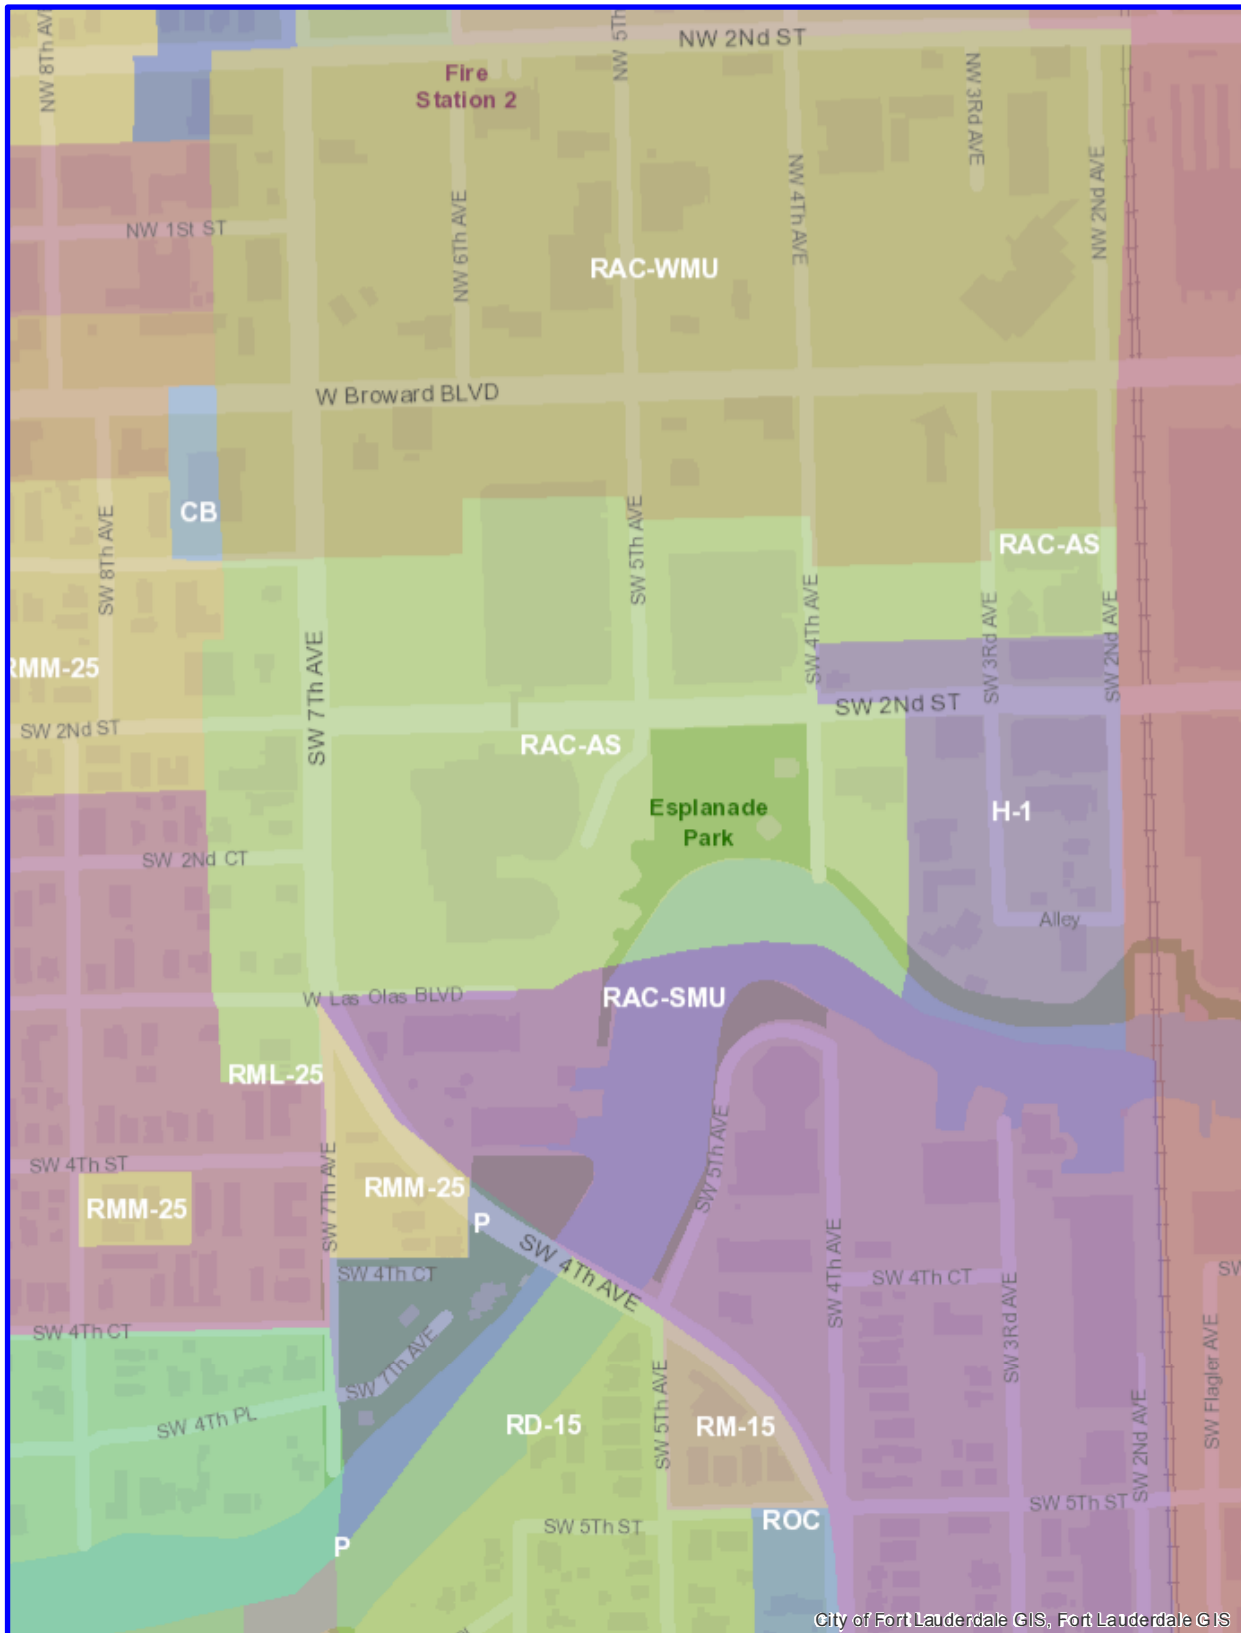 NW 8Th AV
NW 5Th
NW 2Nd ST
Fire
Station 2
NW 3Rd AVE
NW 4Th AVE
NW 2Nd AVE
NW 6Th AVE
NW 1St ST
RAC-WMU
W Broward BLVD
CB
SW 8Th AVE
SW 5Th AVE
RAC-AS
SW 4Th AVE
SW 3Rd AVE
SW 2Nd AVE
RMM-25
SW 7Th AVE
SW 2Nd ST
SW 2Nd ST
RAC-AS
Esplanade
Park
H-1
SW 2Nd CT
Alley
W Las Olas BLVD
RAC-SMU
RML-25
SW 5Th AVE
SW 4Th ST
SW 7Th AVE
RMM-25
RMM-25
P
SW 4Th AVE
SW 4Th AVE
SW 4Th CT
SW 4Th CT
SW
SW 3Rd AVE
SW 4Th CT
SW 7Th AVE
SW Flagler AVE
SW 4Th PL
RD-15
SW 5Th AVE
RM-15
SW 2Nd AVE
SW 5Th ST
ROC
SW 5Th ST
P
City of Fort Lauderdale GIS, Fort Lauderdale GIS